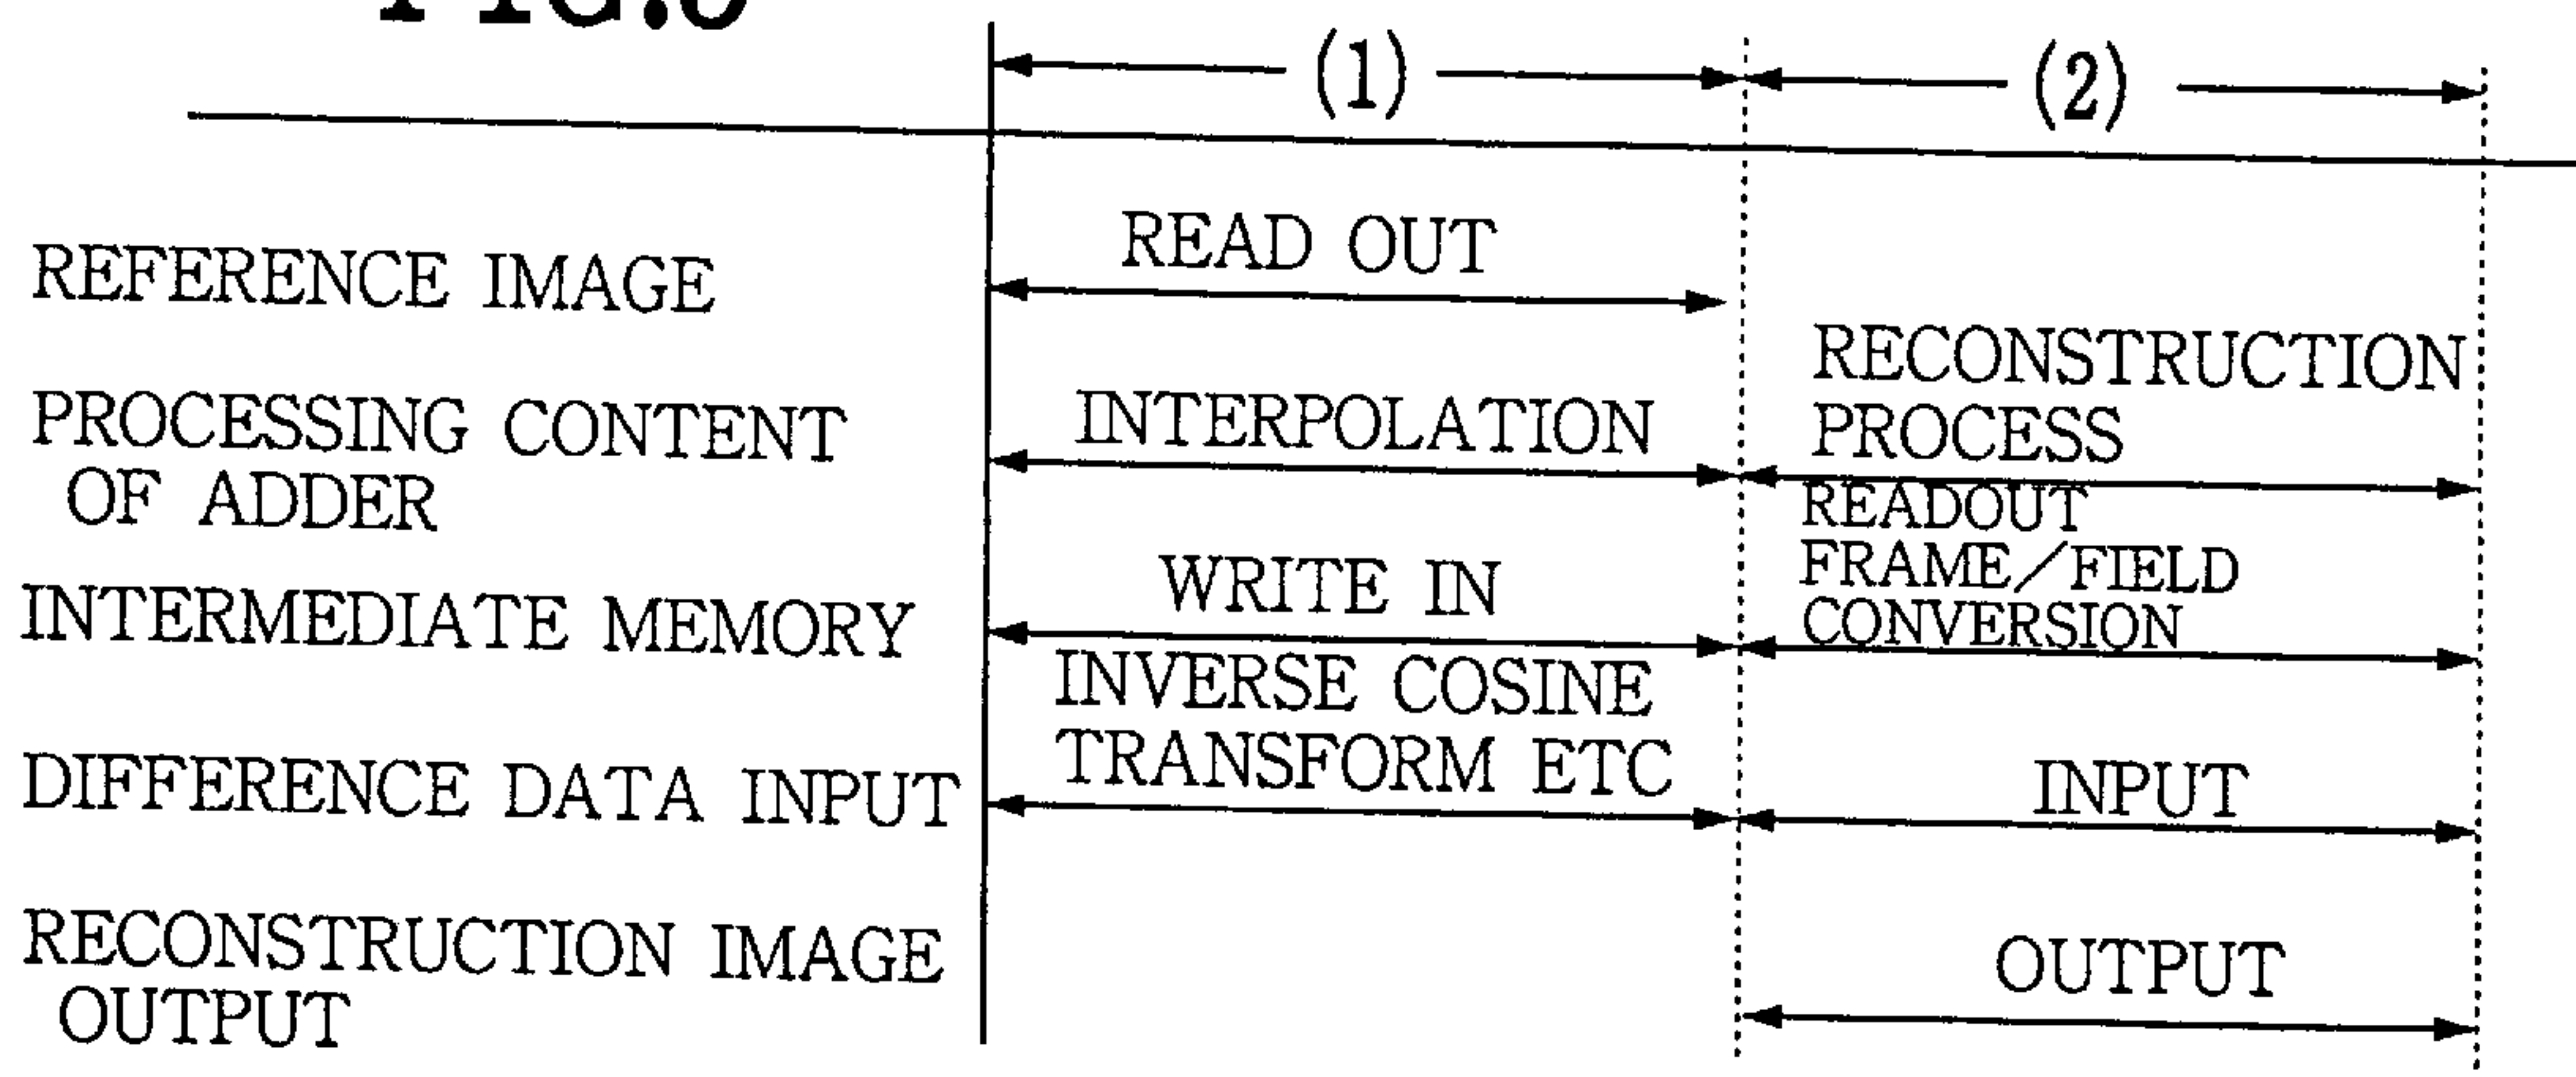 (1) (2)
READ OUT
REFERENCE IMAGE
RECONSTRUCTION
PROCESS
PROCESSING CONTENT
OF ADDER
INTERPOLATION
READOUT
FRAME/FIELD
CONVERSION
WRITE IN
INTERMEDIATE MEMORY
INVERSE COSINE
TRANSFORM ETC
DIFFERENCE DATA INPUT
INPUT
RECONSTRUCTION IMAGE
OUTPUT
OUTPUT